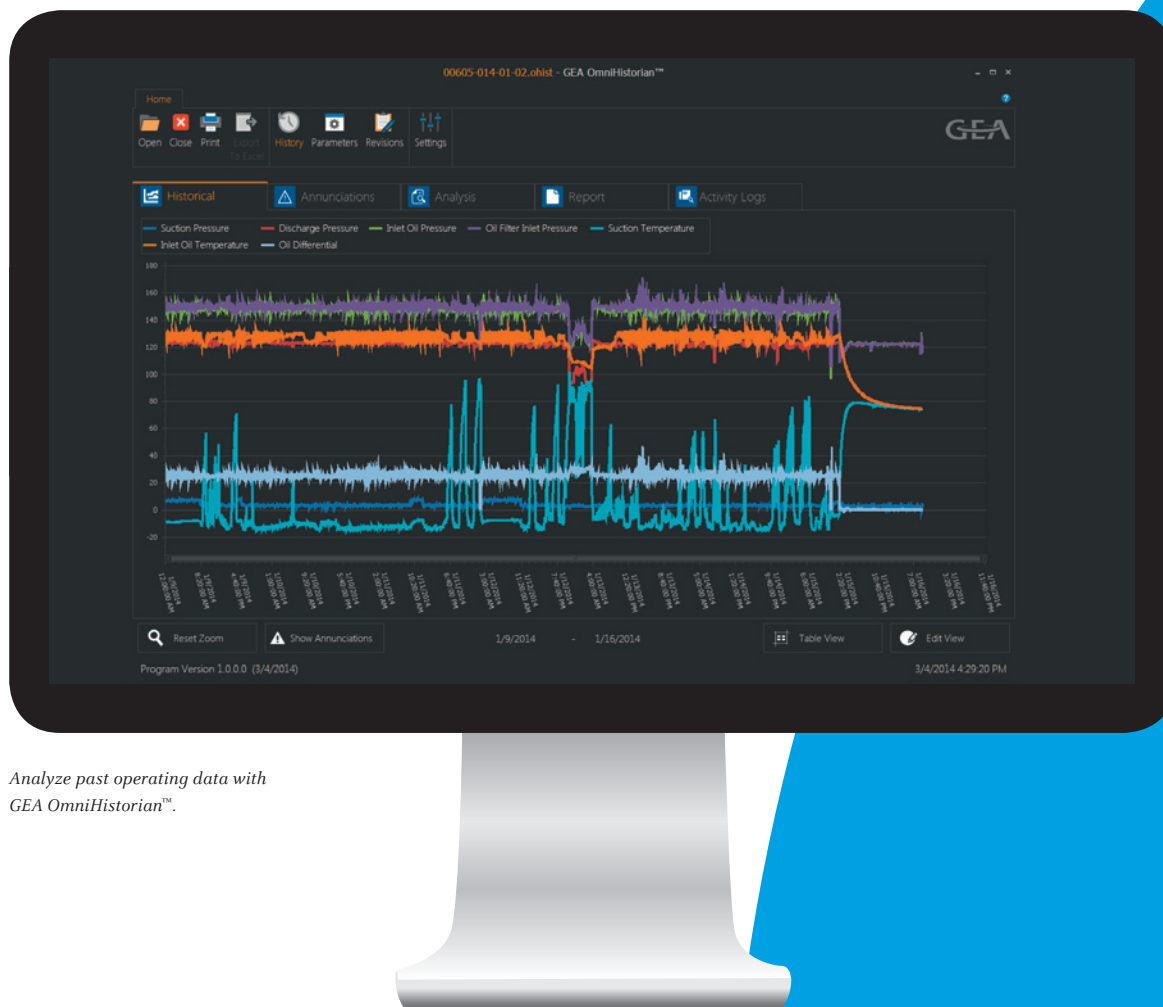 00605-014-01-02.ohist - GEA OmniHistorian™
Home
Open Close Print Export To Excel History Parameters Revisions Settings
GEA
Historical Annunciations Analysis Report Activity Logs
Suction Pressure Discharge Pressure Inlet Oil Pressure Oil Filter Inlet Pressure Suction Temperature
Inlet Oil Temperature Oil Differential
180
160
140
120
100
80
60
40
20
0
-20
Reset Zoom Show Annunciations 1/9/2014 - 1/16/2014 Table View Edit View
Program Version 1.0.0.0 (3/4/2014) 3/4/2014 4:29:20 PM
Analyze past operating data with
GEA OmniHistorian™.